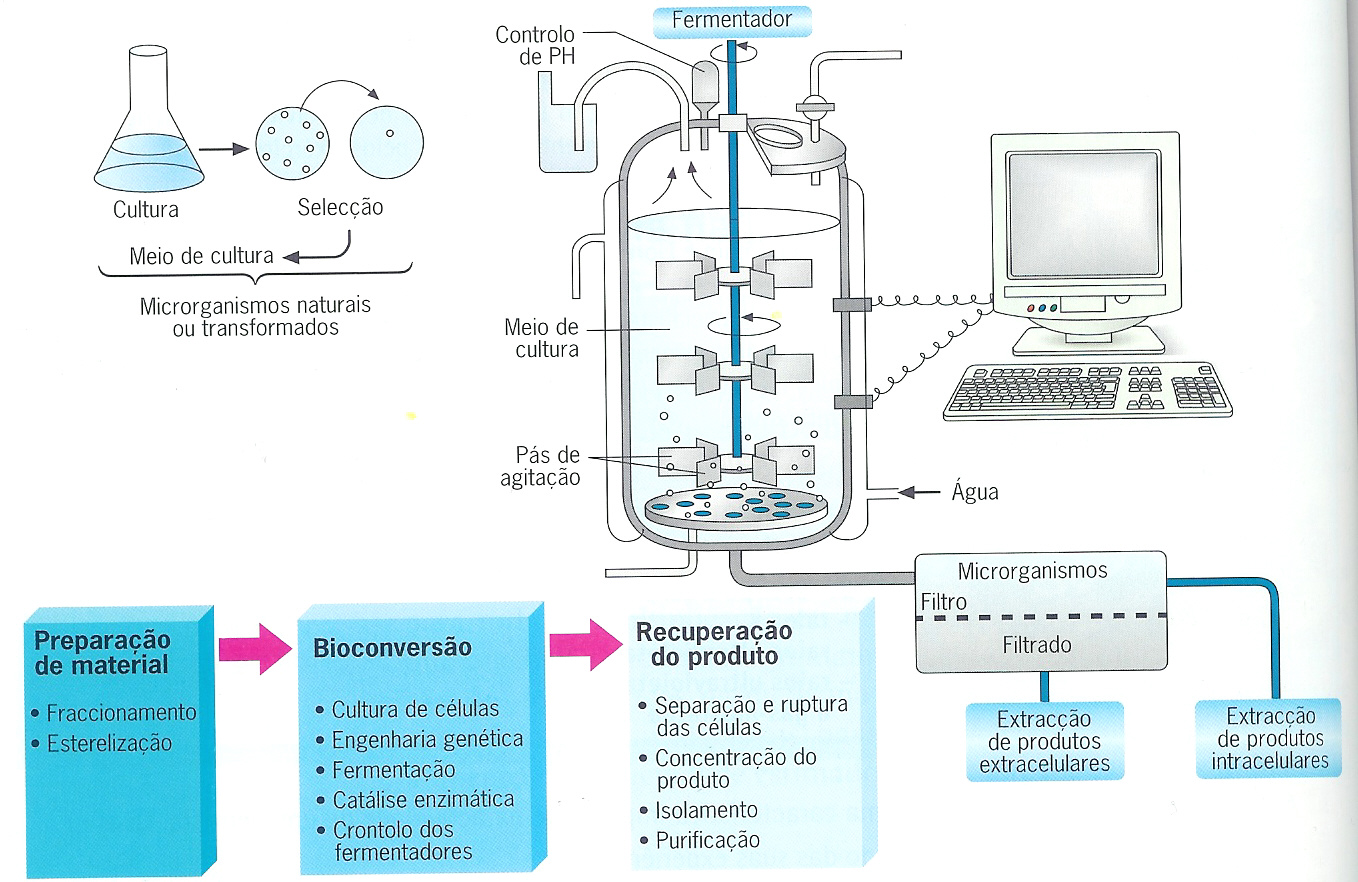 Fermentador
Controlo
de PH
Cultura
Selecção
Meio de cultura
Microrganismos naturais
ou transformados
Meio de
cultura
Pás de
agitação
Água
Microrganismos
Filtro
Filtrado
Extracção
de produtos
extracelulares
Extracção
de produtos
intracelulares
Preparação
de material
• Fraccionamento
• Esterelização
Bioconversão
• Cultura de células
• Engenharia genética
• Fermentação
• Catálise enzimática
• Crontolo dos
fermentadores
Recuperação
do produto
• Separação e ruptura
das células
• Concentração do
produto
• Isolamento
• Purificação